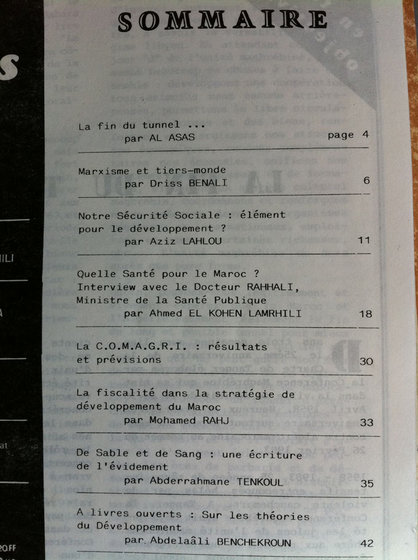 SOMMAIRE
La fin du tunnel ...
par AL ASAS page 4
Marxisme et tiers-monde
par Driss BENALI 6
Notre Sécurité Sociale : élément
pour le développement ?
par Aziz LAHLOU 11
Quelle Santé pour le Maroc ?
Interview avec le Docteur RAHHALI,
Ministre de la Santé Publique
par Ahmed EL KOHEN LAMRHILI 18
La C.O.M.A.G.R.I. : résultats
et prévisions 30
La fiscalité dans la stratégie de
développement du Maroc
par Mohamed RAHJ 33
De Sable et de Sang : une écriture
de l'évidement
par Abderrahmane TENKOUL 35
A livres ouverts : Sur les théories
du Développement
par Abdelaâli BENCHEKROUN 42